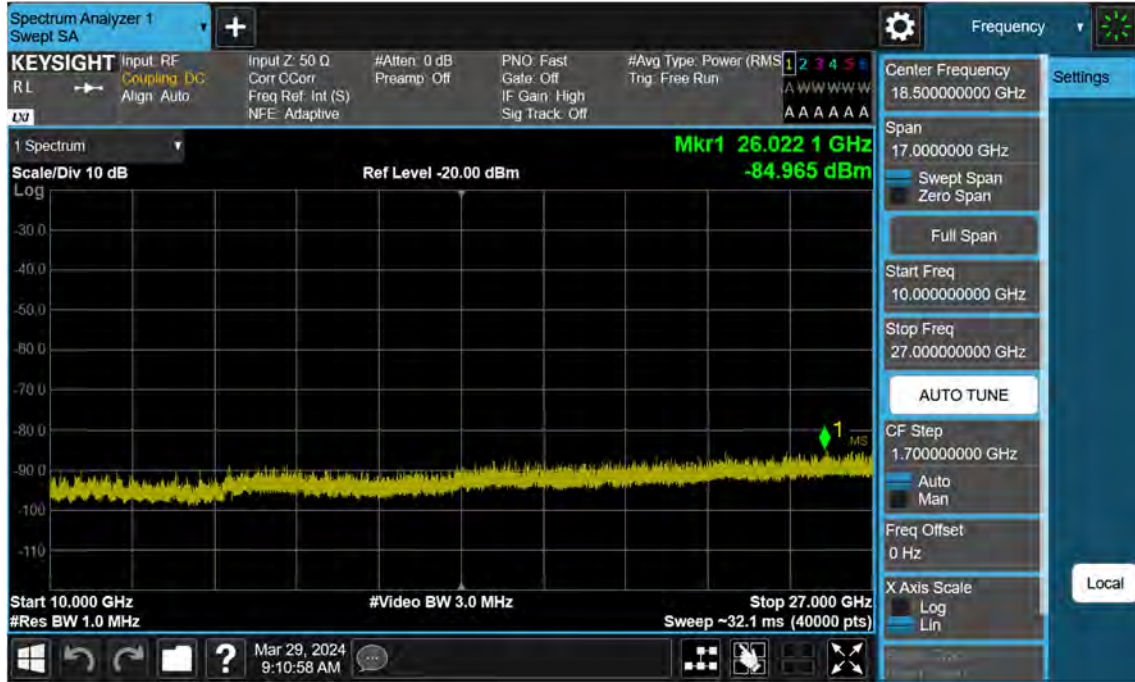 Spectrum Analyzer 1
Swept SA
Frequency
KEYSIGHT
Input: RF
Coupling: DC
Align: Auto
RL
LXI
Input Z: 50 Ω
Corr CCorr
Freq Ref: Int (S)
NFE: Adaptive
#Atten: 0 dB
Preamp: Off
PNO: Fast
Gate: Off
IF Gain: High
Sig Track: Off
#Avg Type: Power (RMS
Trig: Free Run
1 2 3 4 5 6
A W W W W W
A A A A A A
1 Spectrum
Scale/Div 10 dB
Ref Level -20.00 dBm
Mkr1 26.022 1 GHz
-84.965 dBm
Log
-30.0
-40.0
-50.0
-60.0
-70.0
-80.0
-90.0
-100
-110
1
MS
Start 10.000 GHz
#Video BW 3.0 MHz
Stop 27.000 GHz
#Res BW 1.0 MHz
Sweep ~32.1 ms (40000 pts)
Mar 29, 2024
9:10:58 AM
?
Center Frequency
18.500000000 GHz
Span
17.0000000 GHz
Swept Span
Zero Span
Full Span
Start Freq
10.000000000 GHz
Stop Freq
27.000000000 GHz
AUTO TUNE
CF Step
1.700000000 GHz
Auto
Man
Freq Offset
0 Hz
X Axis Scale
Log
Lin
Settings
Local